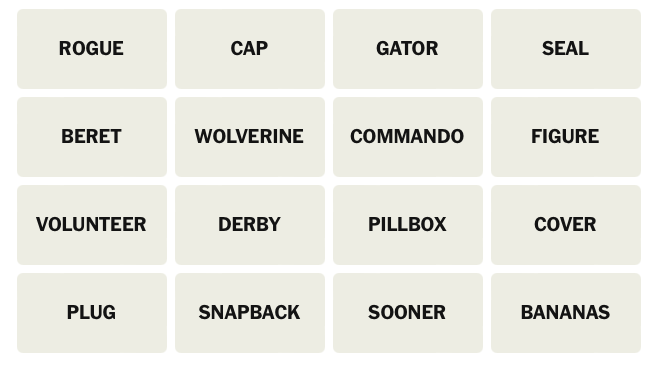 ROGUE
CAP
GATOR
SEAL
BERET
WOLVERINE
COMMANDO
FIGURE
VOLUNTEER
DERBY
PILLBOX
COVER
PLUG
SNAPBACK
SOONER
BANANAS